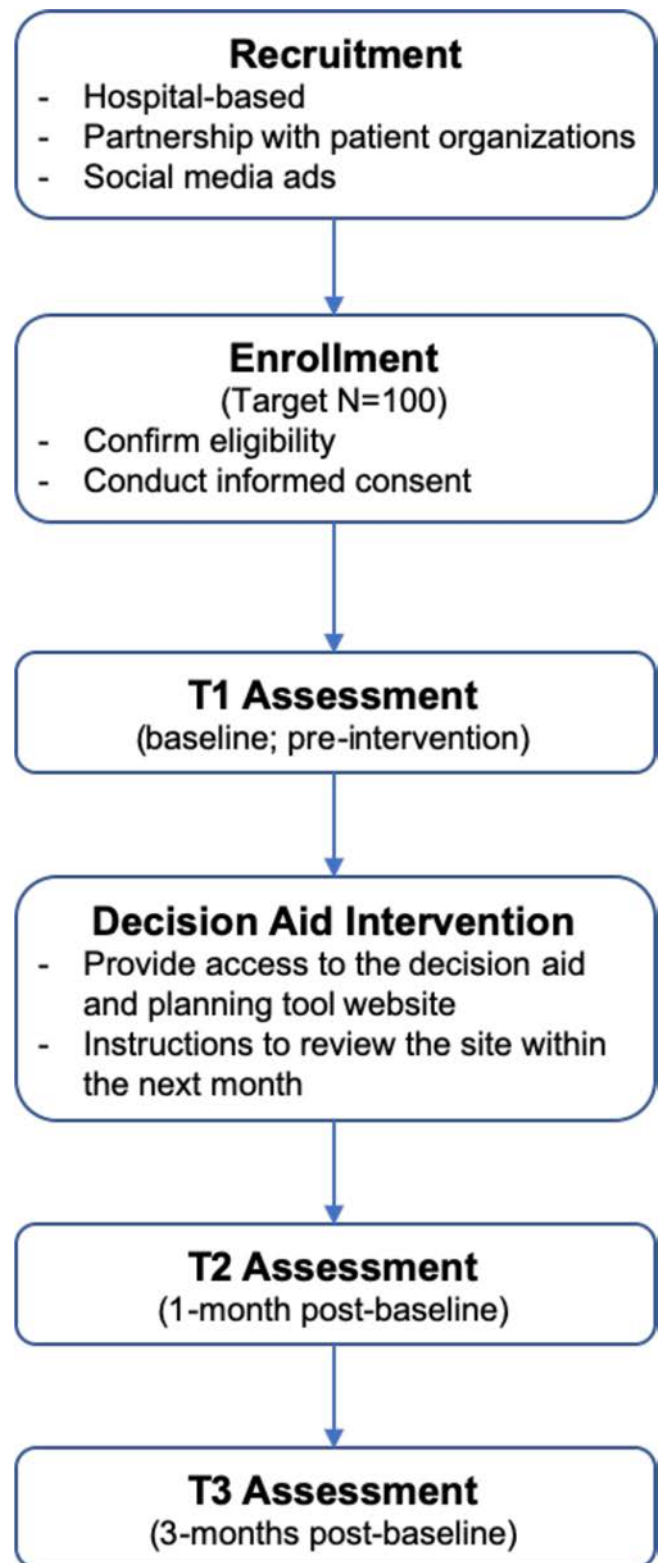 Recruitment
- Hospital-based
- Partnership with patient organizations
- Social media ads
Enrollment
(Target N=100)
- Confirm eligibility
- Conduct informed consent
T1 Assessment
(baseline; pre-intervention)
Decision Aid Intervention
- Provide access to the decision aid
and planning tool website
- Instructions to review the site within
the next month
T2 Assessment
(1-month post-baseline)
T3 Assessment
(3-months post-baseline)